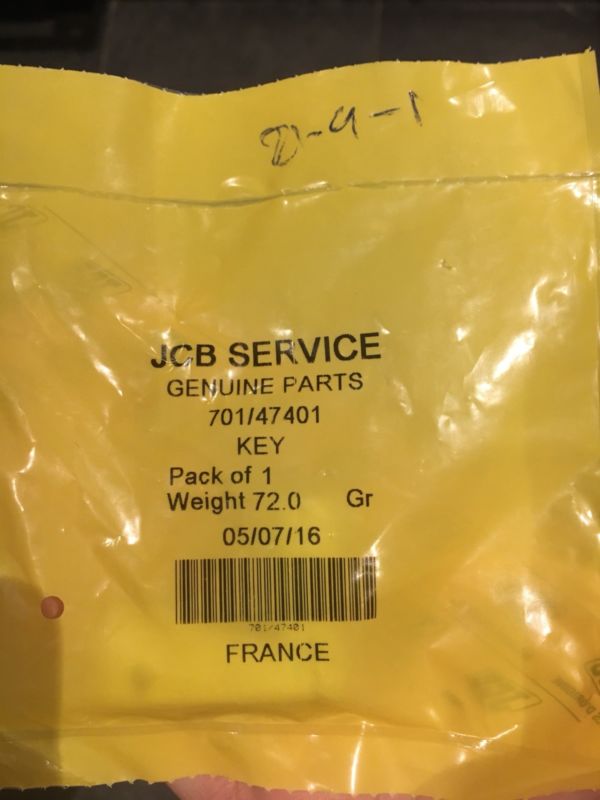 D-9-1
JCB SERVICE
GENUINE PARTS
701/47401
KEY
Pack of 1
Weight 72.0 Gr
05/07/16
701/47401
FRANCE